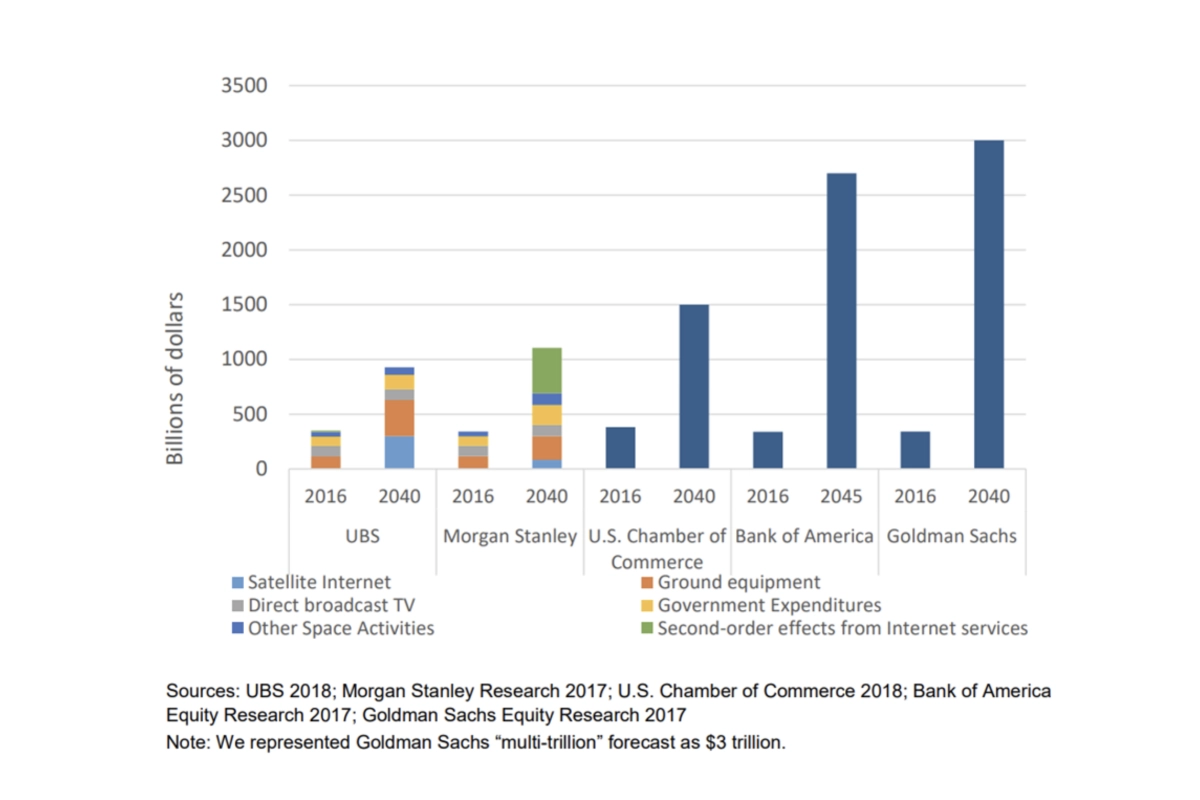 3500
3000
2500
2000
1500
1000
500
0
Billions of dollars
2016 2040 2016 2040 2016 2040 2016 2045 2016 2040
UBS Morgan Stanley U.S. Chamber of Commerce Bank of America Goldman Sachs
Satellite Internet Ground equipment
Direct broadcast TV Government Expenditures
Other Space Activities Second-order effects from Internet services
Sources: UBS 2018; Morgan Stanley Research 2017; U.S. Chamber of Commerce 2018; Bank of America
Equity Research 2017; Goldman Sachs Equity Research 2017
Note: We represented Goldman Sachs “multi-trillion” forecast as $3 trillion.